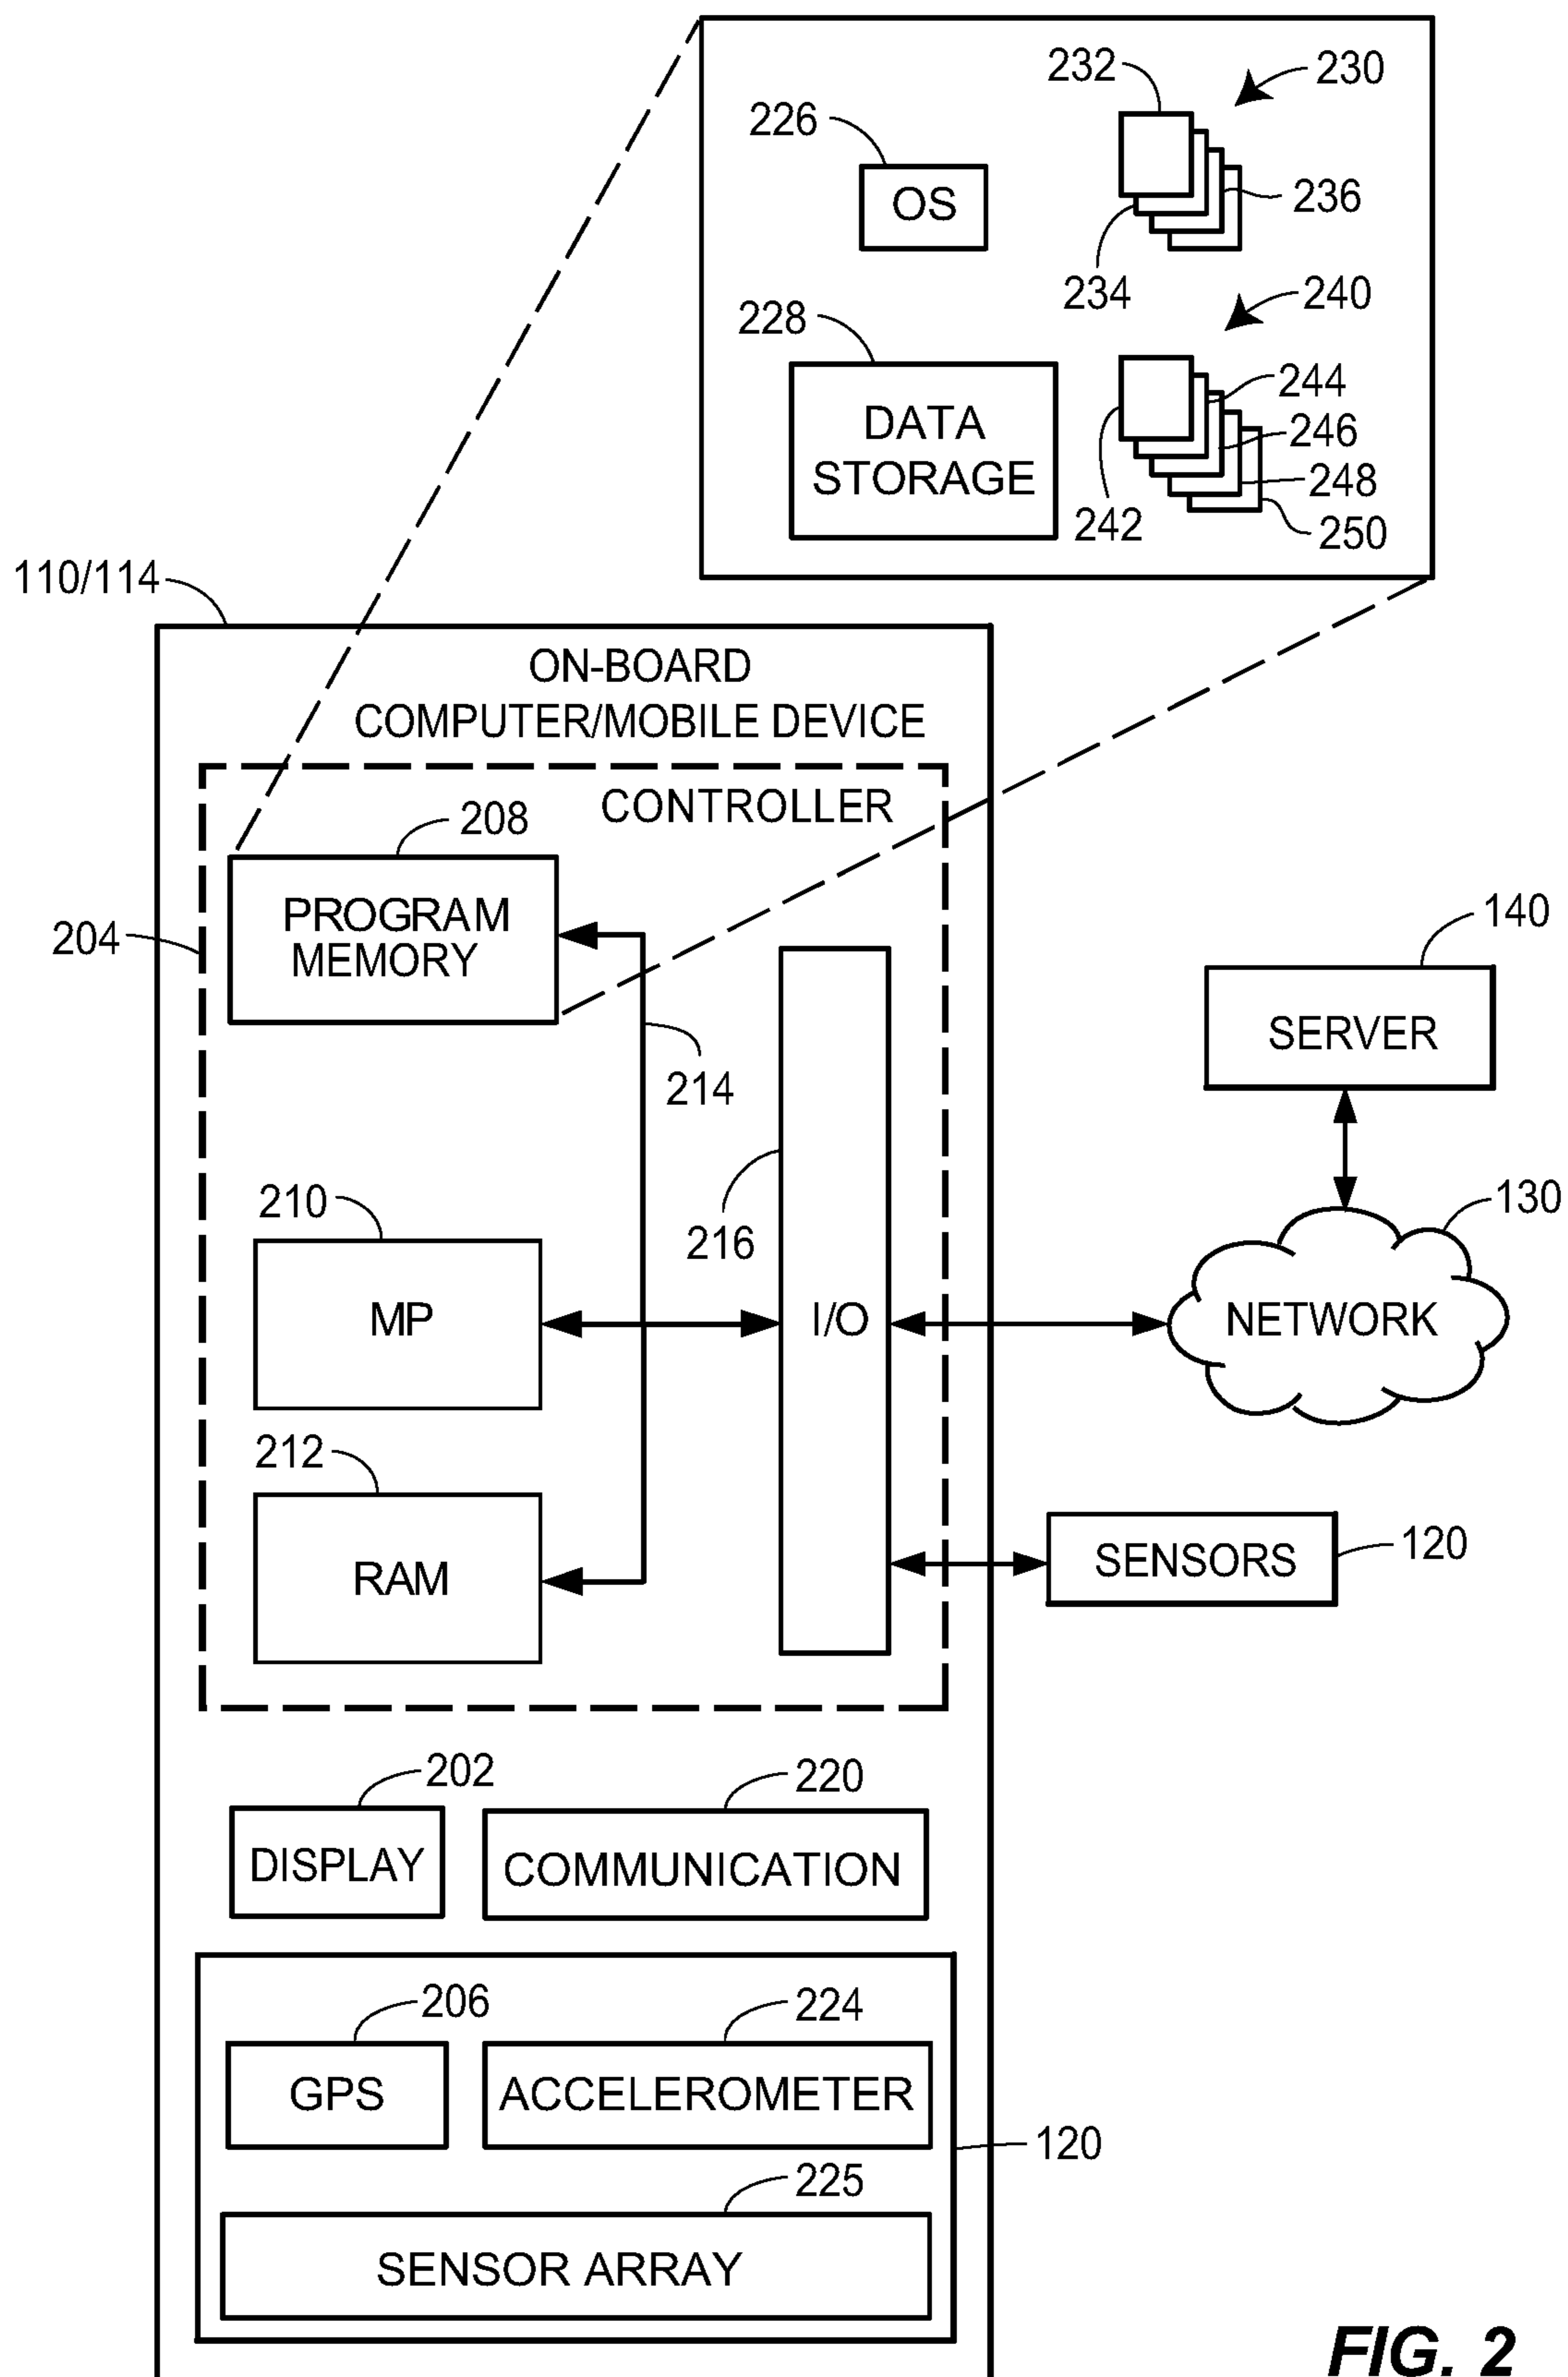 232
230
226
OS
236
234
240
228
244
DATA
STORAGE
246
248
242
250
110/114
ON-BOARD
COMPUTER/MOBILE DEVICE
CONTROLLER
208
PROGRAM
MEMORY
204
140
SERVER
214
210
216
130
MP
I/O
NETWORK
212
RAM
SENSORS
120
202
220
DISPLAY
COMMUNICATION
206
224
GPS
ACCELEROMETER
120
225
SENSOR ARRAY
FIG. 2